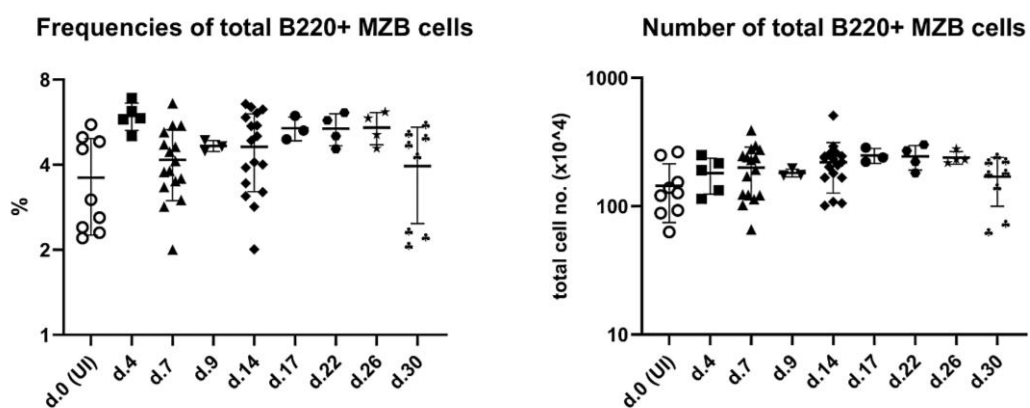 Frequencies of total B220+ MZB cells
8
4
2
1
%
d.0 (UI)
d.4
d.7
d.9
d.14
d.17
d.22
d.26
d.30
Number of total B220+ MZB cells
1000
100
10
total cell no. (x10^4)
d.0 (UI)
d.4
d.7
d.9
d.14
d.17
d.22
d.26
d.30